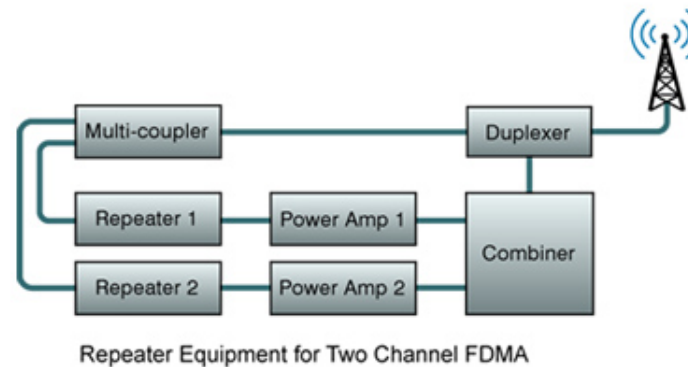 Multi-coupler
Duplexer
Repeater 1
Power Amp 1
Combiner
Repeater 2
Power Amp 2
Repeater Equipment for Two Channel FDMA